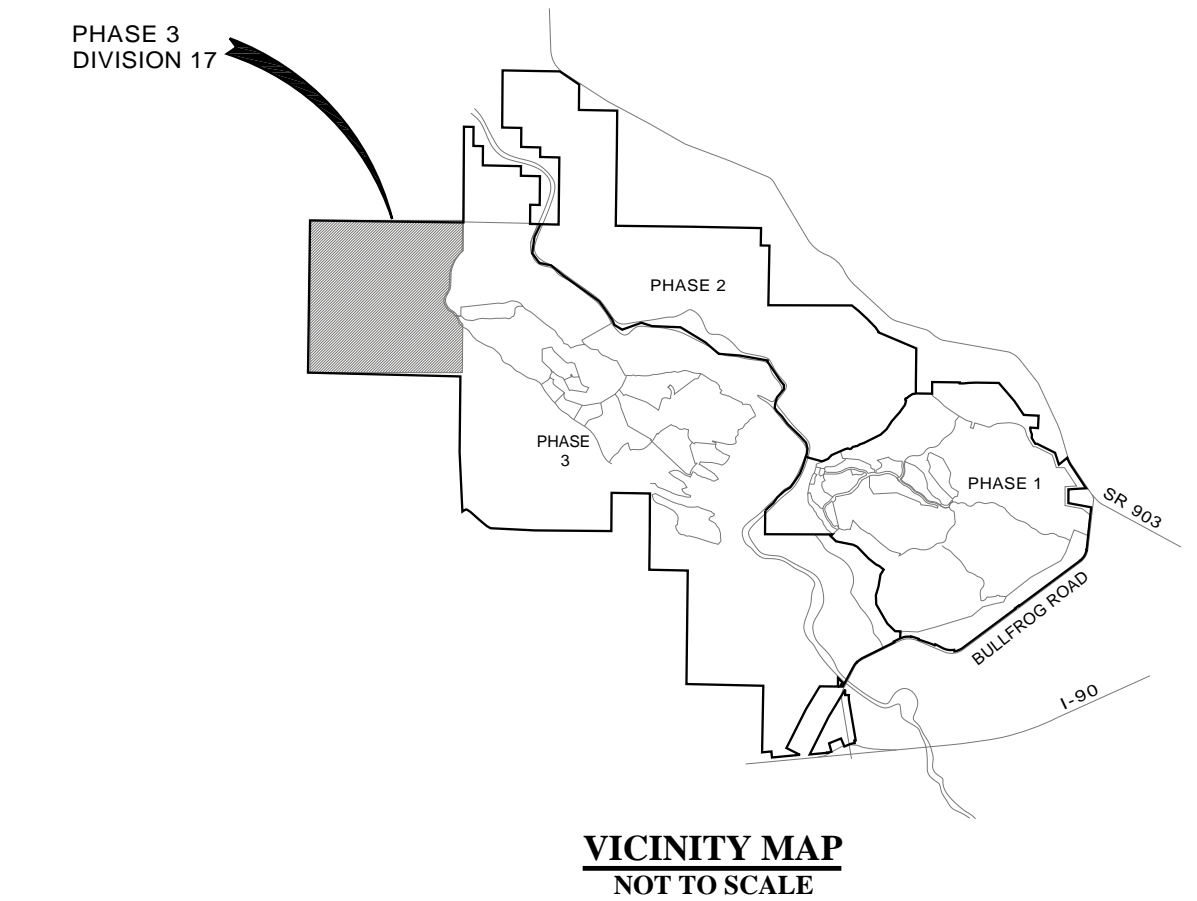 PHASE 3
DIVISION 17
PHASE 2
PHASE
3
PHASE 1
SR 903
BULLFROG ROAD
I-90
VICINITY MAP
NOT TO SCALE